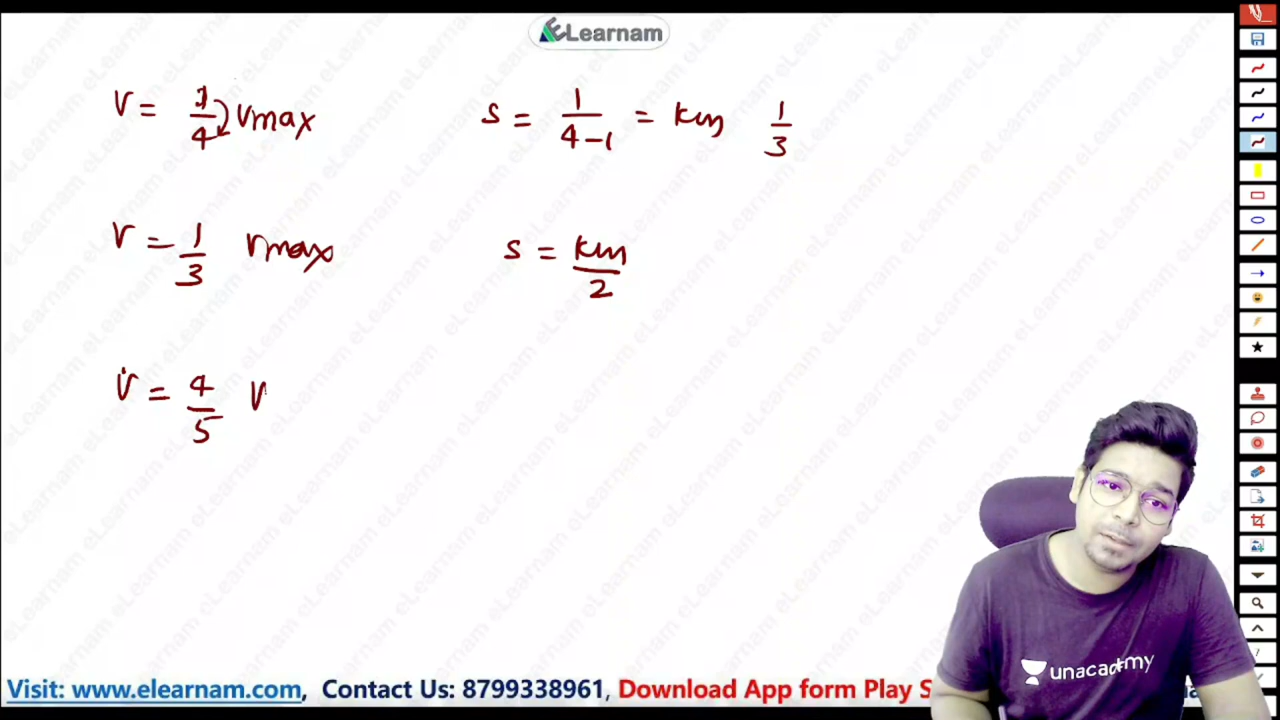 eLearnam
V = 1/4 Vmax    s = 1/(4-1) = km 1/3
V = 1/3 Vmax    s = km/2
V = 4/5 V
unacademy
Visit: www.elearnam.com, Contact Us: 8799338961, Download App form Play S